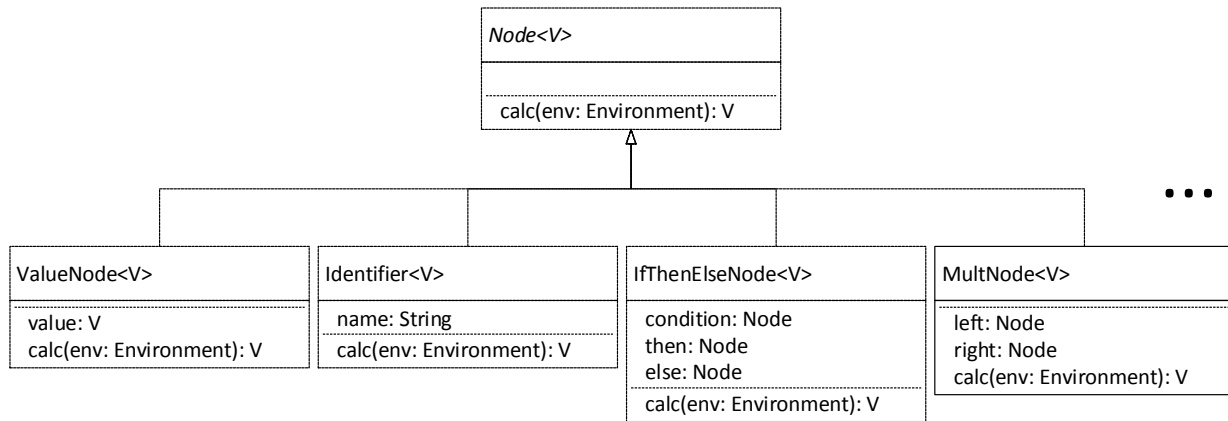 Node<V>
calc(env: Environment): V
...
ValueNode<V>
value: V
calc(env: Environment): V
Identifier<V>
name: String
calc(env: Environment): V
IfThenElseNode<V>
condition: Node
then: Node
else: Node
calc(env: Environment): V
MultNode<V>
left: Node
right: Node
calc(env: Environment): V